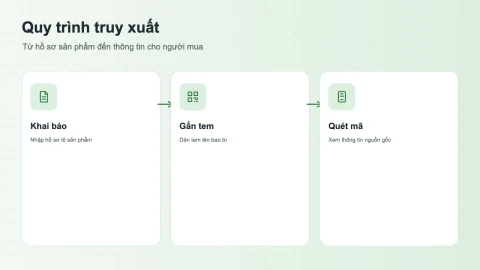 Quy trình truy xuất
Từ hồ sơ sản phẩm đến thông tin cho người mua
Khai báo
Nhập hồ sơ lô sản phẩm
Gắn tem
Dán tem lên bao bì
Quét mã
Xem thông tin nguồn gốc